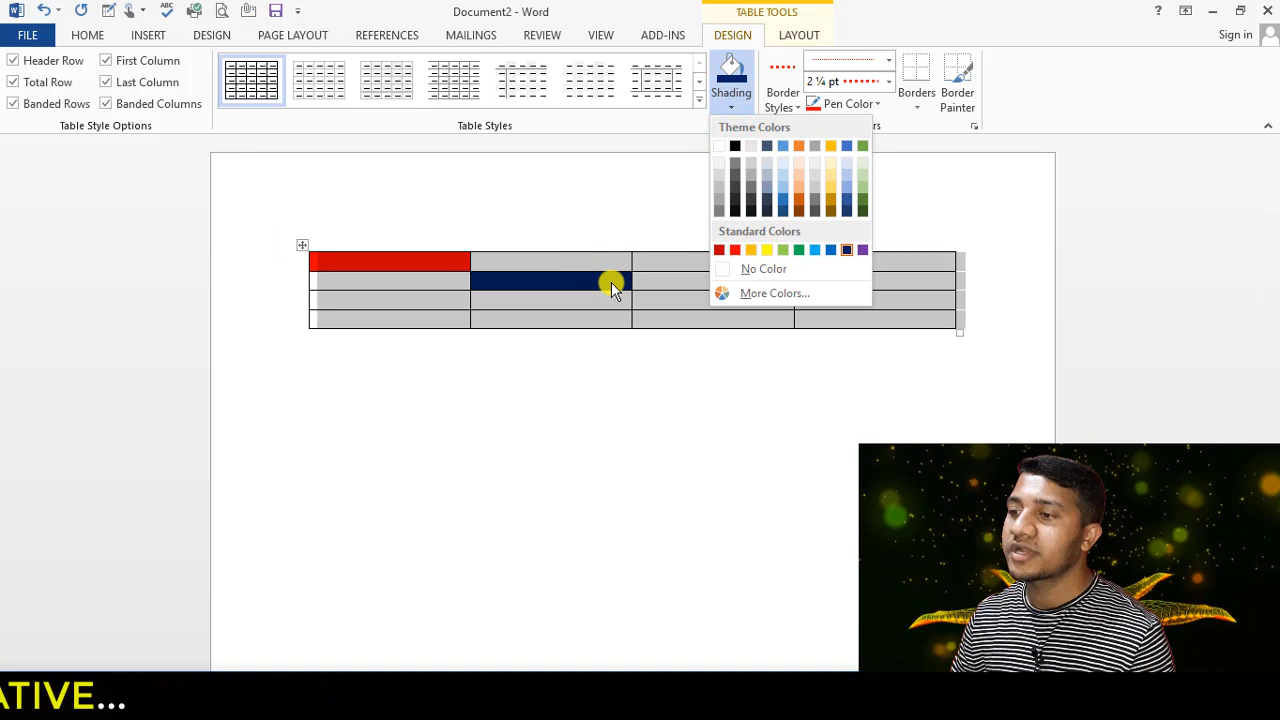 Document2 - Word
TABLE TOOLS
?
FILE
HOME
INSERT
DESIGN
PAGE LAYOUT
REFERENCES
MAILINGS
REVIEW
VIEW
ADD-INS
DESIGN
LAYOUT
Sign in
Header Row
First Column
Total Row
Last Column
Banded Rows
Banded Columns
Table Style Options
Table Styles
Shading
Border
Styles
2 ¼ pt
Pen Color
Borders
Border
Painter
Theme Colors
Standard Colors
No Color
More Colors...
ATIVE...